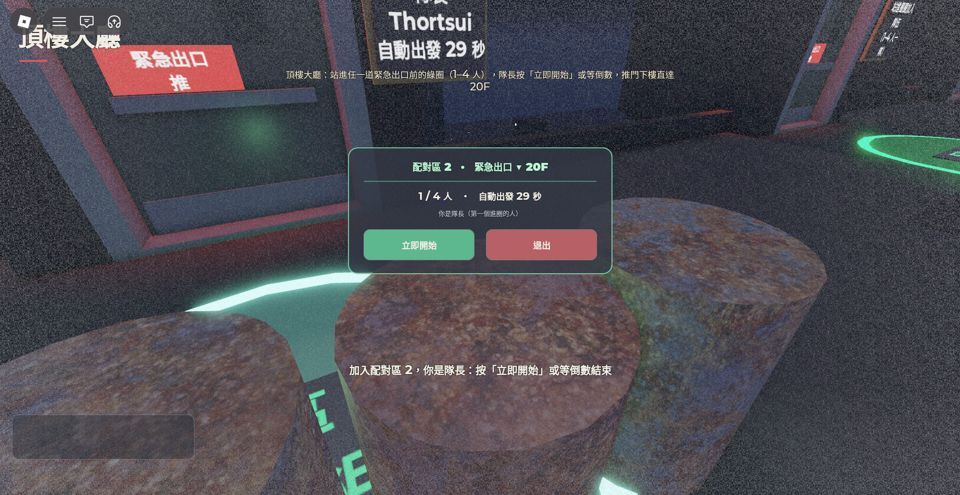 頂樓大廳
緊急出口
推
隊長
Thortsui
自動出發 29 秒
頂樓大廳：站進任一道緊急出口前的綠圈（1–4 人），隊長按「立即開始」或等倒數，推門下樓直達
20F
配對區 2 • 緊急出口 ▼ 20F
1 / 4 人 • 自動出發 29 秒
你是隊長（第一個進圈的人）
立即開始
退出
加入配對區 2，你是隊長：按「立即開始」或等倒數結束